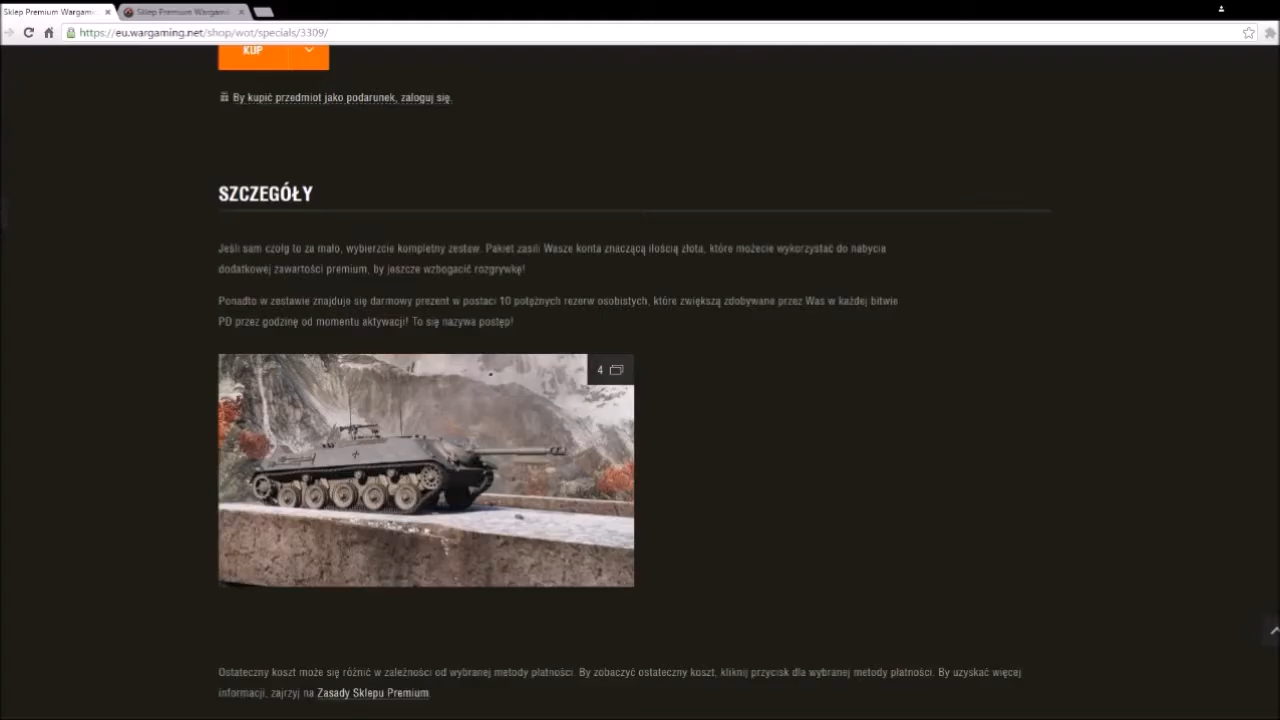 Sklep Premium Wargami
Sklep Premium Wargami
https://eu.wargaming.net/shop/wot/specials/3309/
KUP
By kupić przedmiot jako podarunek, zaloguj się.
SZCZEGÓŁY
Jeśli sam czołg to za mało, wybierzcie kompletny zestaw. Pakiet zasili Wasze konta znaczącą ilością złota, które możecie wykorzystać do nabycia
dodatkowej zawartości premium, by jeszcze wzbogacić rozgrywkę!
Ponadto w zestawie znajduje się darmowy prezent w postaci 10 potężnych rezerw osobistych, które zwiększą zdobywane przez Was w każdej bitwie
PD przez godzinę od momentu aktywacji! To się nazywa postęp!
4
Ostateczny koszt może się różnić w zależności od wybranej metody płatności. By zobaczyć ostateczny koszt, kliknij przycisk dla wybranej metody płatności. By uzyskać więcej
informacji, zajrzyj na Zasady Sklepu Premium